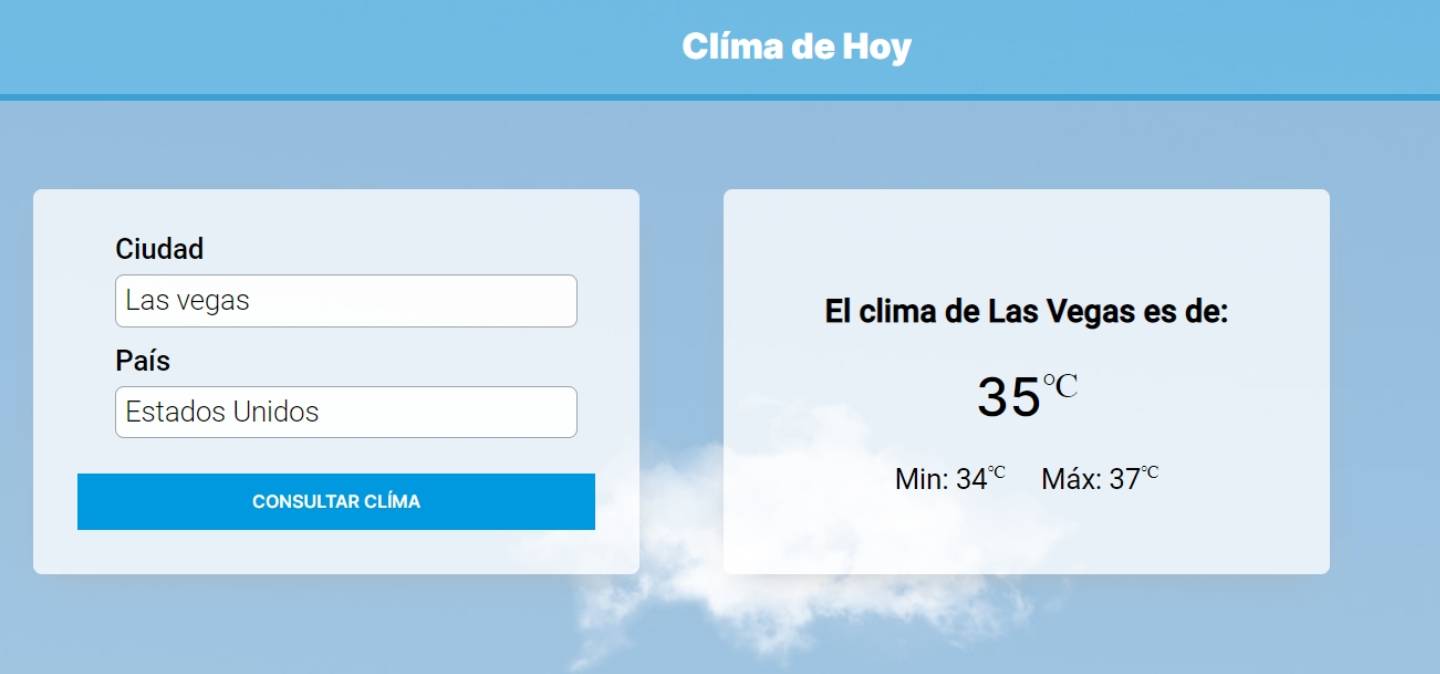 Clíma de Hoy
Ciudad
Las vegas
País
Estados Unidos
CONSULTAR CLÍMA
El clima de Las Vegas es de:
35℃
Min: 34℃ Máx: 37℃